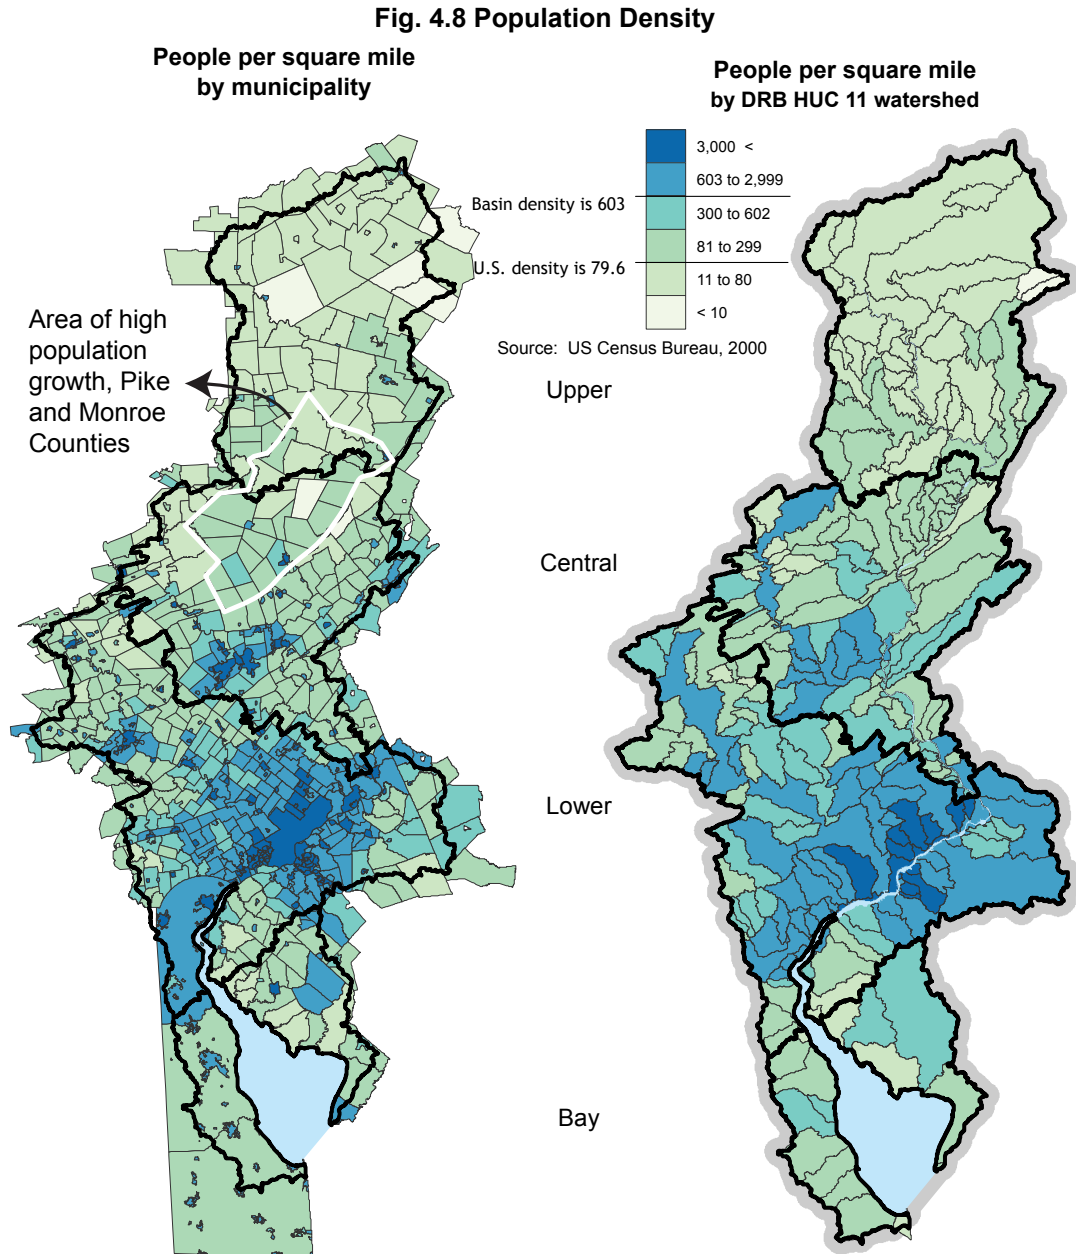 Fig. 4.8 Population Density
People per square mile
by municipality
People per square mile
by DRB HUC 11 watershed
3,000 <
603 to 2,999
Basin density is 603
300 to 602
81 to 299
U.S. density is 79.6
11 to 80
< 10
Source: US Census Bureau, 2000
Area of high
population
growth, Pike
and Monroe
Counties
Upper
Central
Lower
Bay